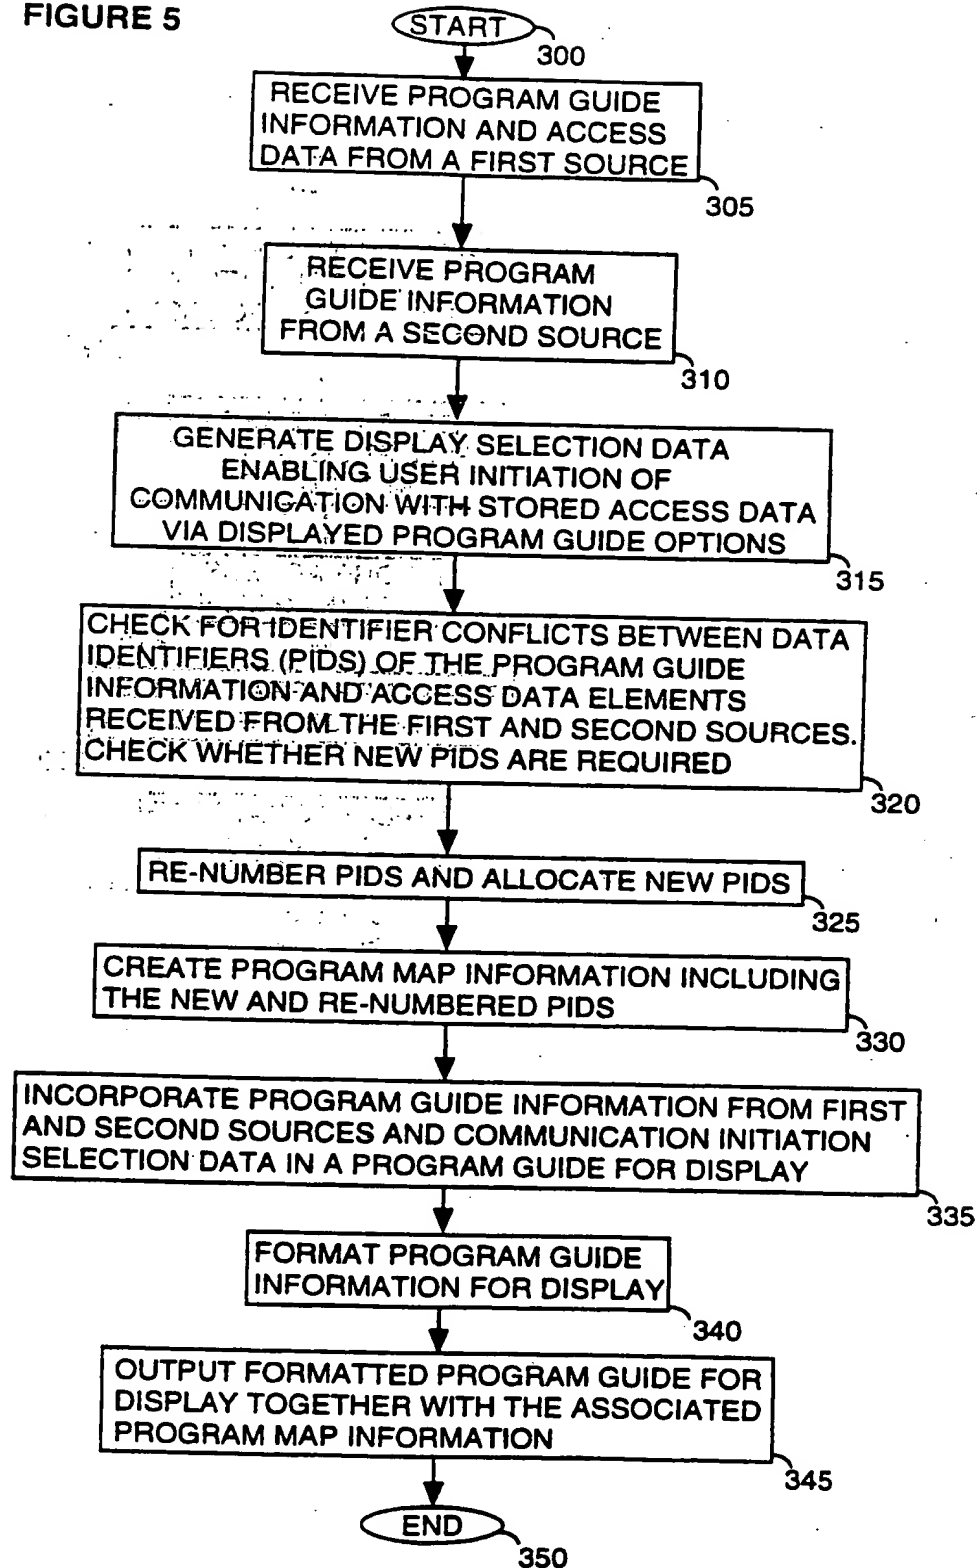 FIGURE 5
START
300
RECEIVE PROGRAM GUIDE
INFORMATION AND ACCESS
DATA FROM A FIRST SOURCE
305
RECEIVE PROGRAM
GUIDE INFORMATION
FROM A SECOND SOURCE
310
GENERATE DISPLAY SELECTION DATA
ENABLING USER INITIATION OF
COMMUNICATION WITH STORED ACCESS DATA
VIA DISPLAYED PROGRAM GUIDE OPTIONS
315
CHECK FOR IDENTIFIER CONFLICTS BETWEEN DATA
IDENTIFIERS (PIDS) OF THE PROGRAM GUIDE
INFORMATION AND ACCESS DATA ELEMENTS
RECEIVED FROM THE FIRST AND SECOND SOURCES.
CHECK WHETHER NEW PIDS ARE REQUIRED
320
RE-NUMBER PIDS AND ALLOCATE NEW PIDS
325
CREATE PROGRAM MAP INFORMATION INCLUDING
THE NEW AND RE-NUMBERED PIDS
330
INCORPORATE PROGRAM GUIDE INFORMATION FROM FIRST
AND SECOND SOURCES AND COMMUNICATION INITIATION
SELECTION DATA IN A PROGRAM GUIDE FOR DISPLAY
335
FORMAT PROGRAM GUIDE
INFORMATION FOR DISPLAY
340
OUTPUT FORMATTED PROGRAM GUIDE FOR
DISPLAY TOGETHER WITH THE ASSOCIATED
PROGRAM MAP INFORMATION
345
END
350